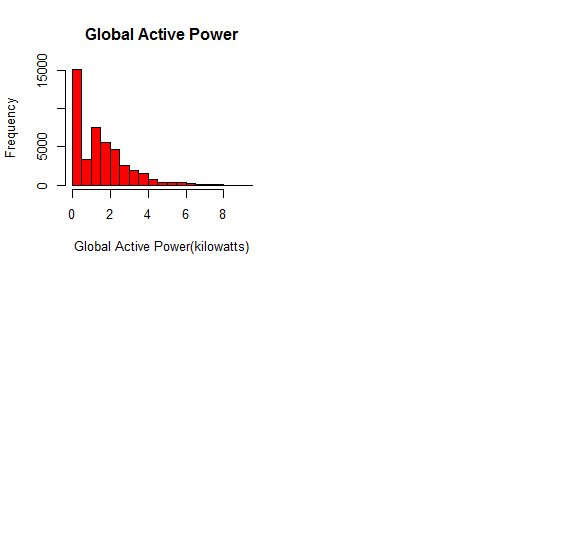 Global Active Power
15000
5000
0
Frequency
0 2 4 6 8
Global Active Power(kilowatts)